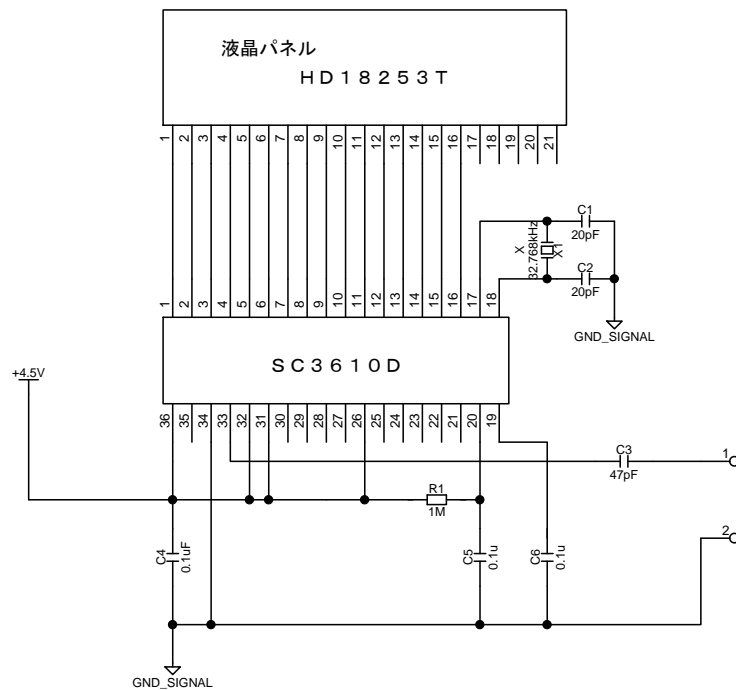 液晶パネル
ＨＤ１８２５３Ｔ
1 2 3 4 5 6 7 8 9 10 11 12 13 14 15 16 17 18 19 20 21
C1
20pF
X
32.768kHz
X1
C2
20pF
GND_SIGNAL
1 2 3 4 5 6 7 8 9 10 11 12 13 14 15 16 17 18
ＳＣ３６１０Ｄ
+4.5V
36 35 34 33 32 31 30 29 28 27 26 25 24 23 22 21 20 19
C3
47pF
1
R1
1M
2
C4
0.1uF
C5
0.1u
C6
0.1u
GND_SIGNAL